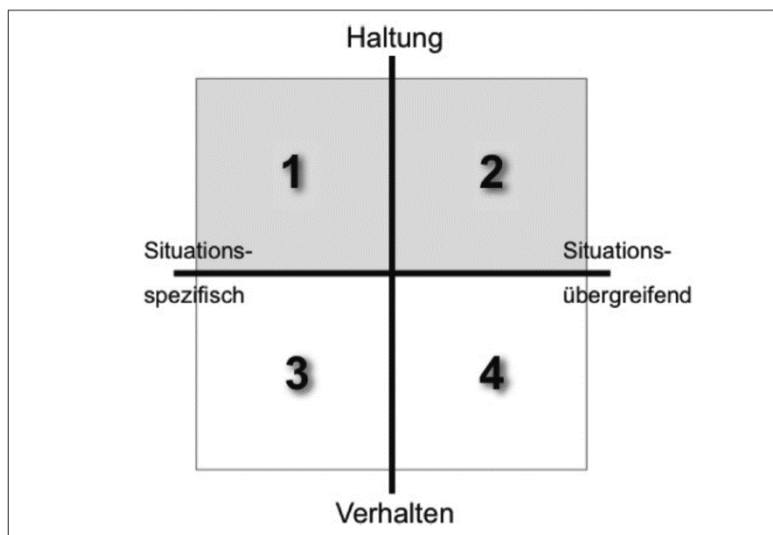 Haltung
1
2
Situations-
spezifisch
Situations-
übergreifend
3
4
Verhalten